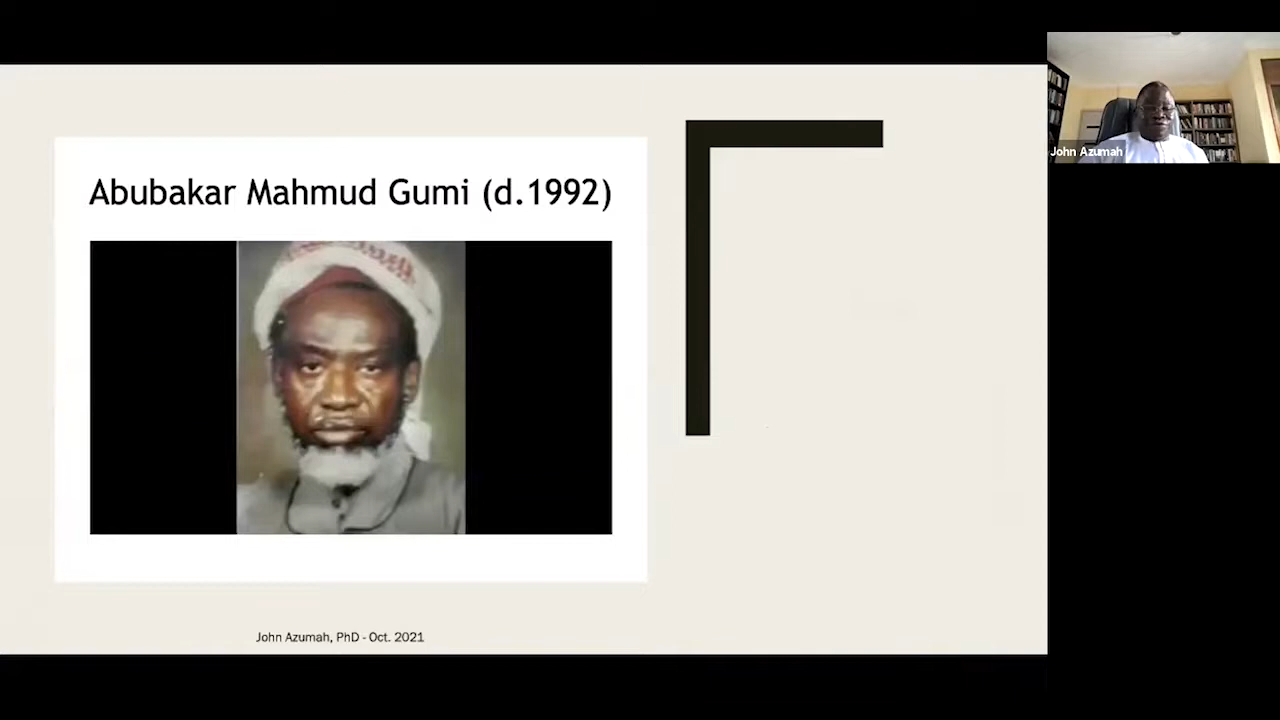 Abubakar Mahmud Gumi (d.1992)
John Azumah, PhD - Oct. 2021
John Azumah